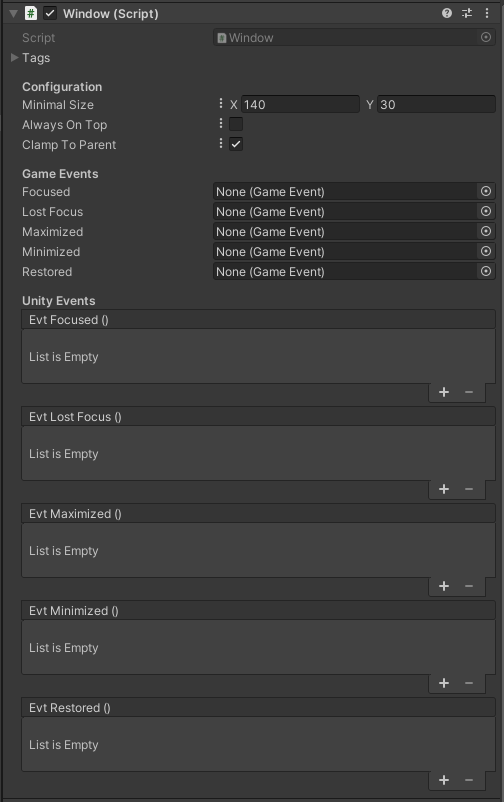 Window (Script)
Script Window
Tags
Configuration
Minimal Size X 140 Y 30
Always On Top
Clamp To Parent
Game Events
Focused None (Game Event)
Lost Focus None (Game Event)
Maximized None (Game Event)
Minimized None (Game Event)
Restored None (Game Event)
Unity Events
Evt Focused ()
List is Empty
Evt Lost Focus ()
List is Empty
Evt Maximized ()
List is Empty
Evt Minimized ()
List is Empty
Evt Restored ()
List is Empty